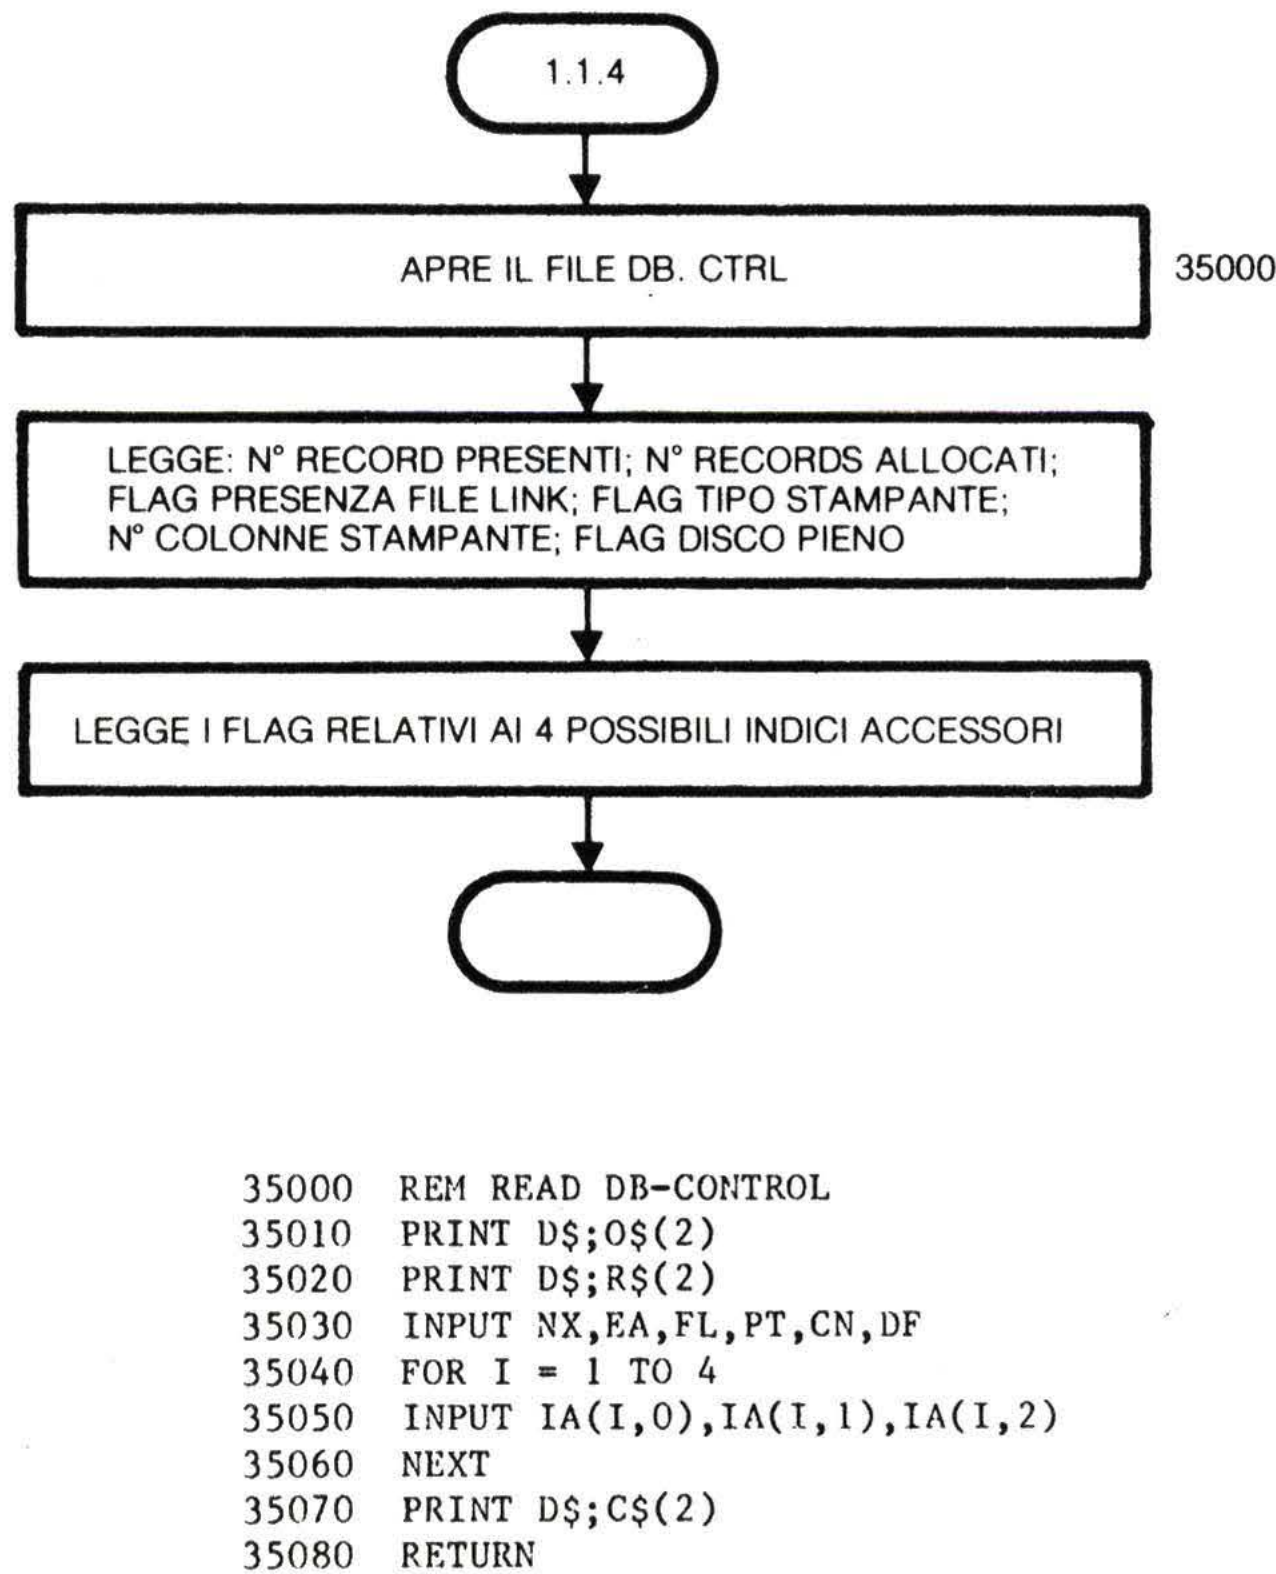 1.1.4
APRE IL FILE DB. CTRL
35000
LEGGE: N° RECORD PRESENTI; N° RECORDS ALLOCATI;
FLAG PRESENZA FILE LINK; FLAG TIPO STAMPANTE;
N° COLONNE STAMPANTE; FLAG DISCO PIENO
LEGGE I FLAG RELATIVI AI 4 POSSIBILI INDICI ACCESSORI
35000 REM READ DB-CONTROL
35010 PRINT D$;O$(2)
35020 PRINT D$;R$(2)
35030 INPUT NX,EA,FL,PT,CN,DF
35040 FOR I = 1 TO 4
35050 INPUT IA(I,0),IA(I,1),IA(I,2)
35060 NEXT
35070 PRINT D$;C$(2)
35080 RETURN